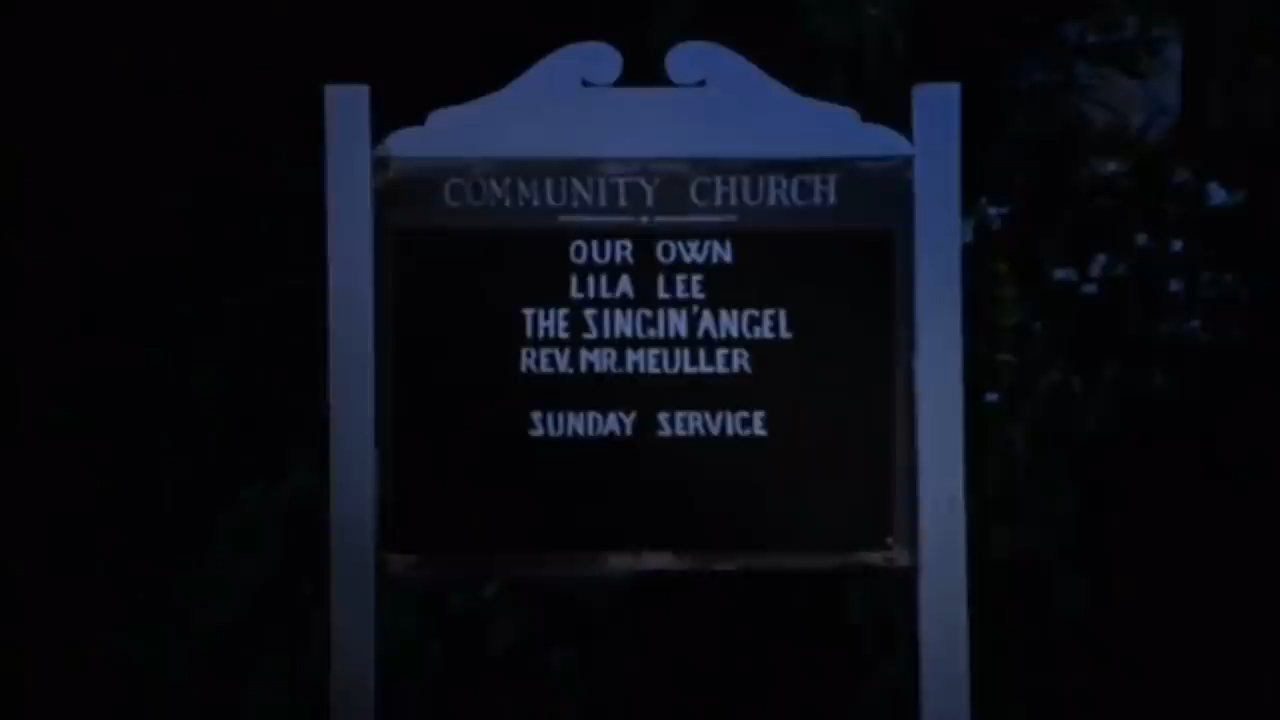 COMMUNITY CHURCH
OUR OWN
LILA LEE
THE SINGIN'ANGEL
REV. MR. MEULLER
SUNDAY SERVICE